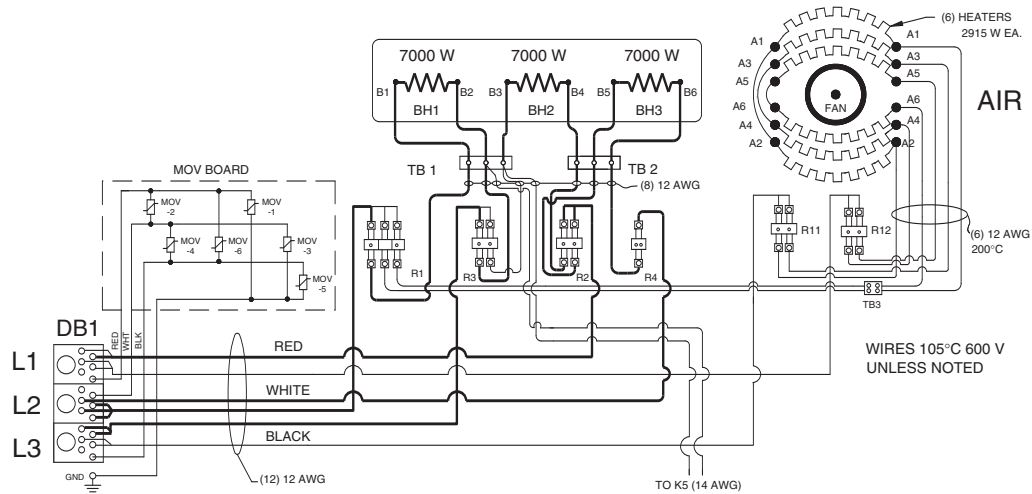 (6) HEATERS
2915 W EA.
A1
A1
A3
A3
A5
A5
A6
A6
A4
A4
A2
A2
FAN
AIR
7000 W
7000 W
7000 W
B1
B2
B3
B4
B5
B6
BH1
BH2
BH3
TB 1
TB 2
(8) 12 AWG
MOV BOARD
MOV
-2
MOV
-1
MOV
-4
MOV
-6
MOV
-3
MOV
-5
R1
R3
R2
R4
R11
R12
(6) 12 AWG
200°C
TB3
DB1
RED
WHT
BLK
L1
RED
L2
WHITE
L3
BLACK
WIRES 105°C 600 V
UNLESS NOTED
GND
(12) 12 AWG
TO K5 (14 AWG)